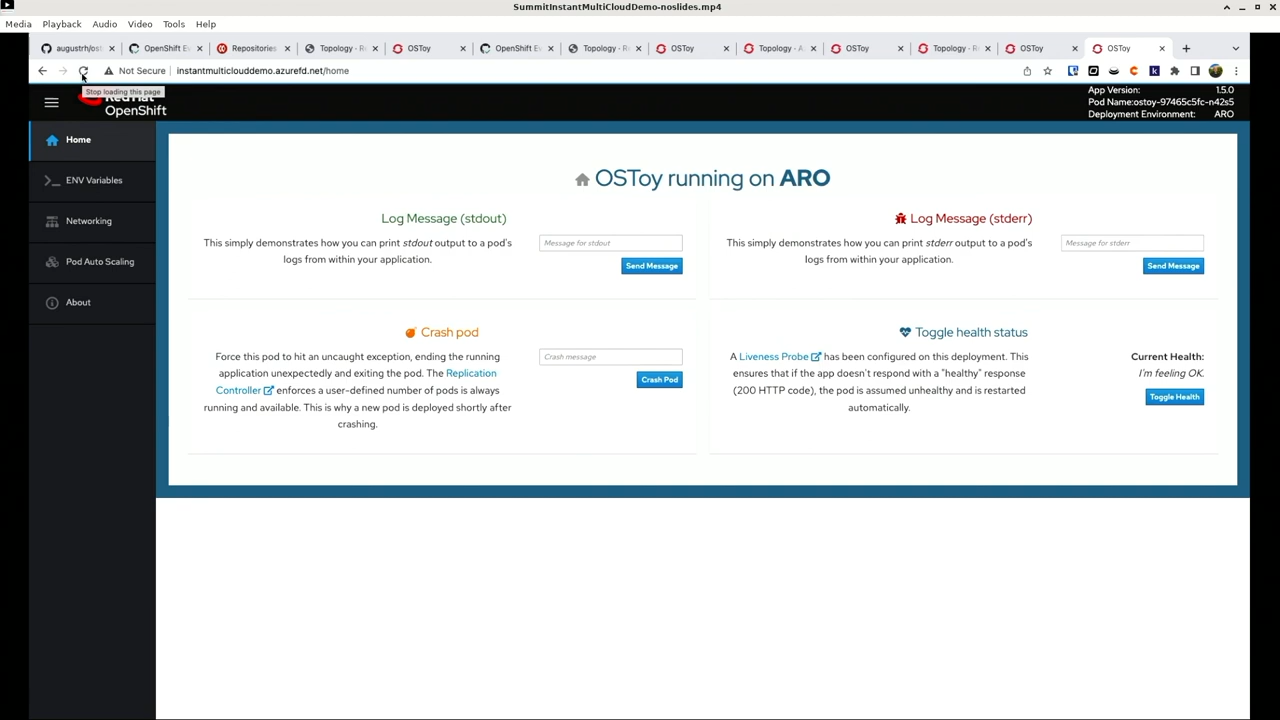 SummitInstantMultiCloudDemo-noslides.mp4
Media Playback Audio Video Tools Help
augustrh/os OpenShift Ex Repositories Topology - R OSToy OpenShift Ex Topology - Re OSToy Topology - A OSToy Topology - R OSToy OSToy
Not Secure instantmulticlouddemo.azurefd.net/home
Stop loading this page
Red Hat
OpenShift
App Version: 1.5.0
Pod Name:ostoy-97465c5fc-n42s5
Deployment Environment: ARO
Home
ENV Variables
Networking
Pod Auto Scaling
About
OSToy running on ARO
Log Message (stdout)
This simply demonstrates how you can print stdout output to a pod's
logs from within your application.
Message for stdout
Send Message
Log Message (stderr)
This simply demonstrates how you can print stderr output to a pod's
logs from within your application.
Message for stderr
Send Message
Crash pod
Force this pod to hit an uncaught exception, ending the running
application unexpectedly and exiting the pod. The Replication
Controller enforces a user-defined number of pods is always
running and available. This is why a new pod is deployed shortly after
crashing.
Crash message
Crash Pod
Toggle health status
A Liveness Probe has been configured on this deployment. This
ensures that if the app doesn't respond with a "healthy" response
(200 HTTP code), the pod is assumed unhealthy and is restarted
automatically.
Current Health:
I'm feeling OK.
Toggle Health